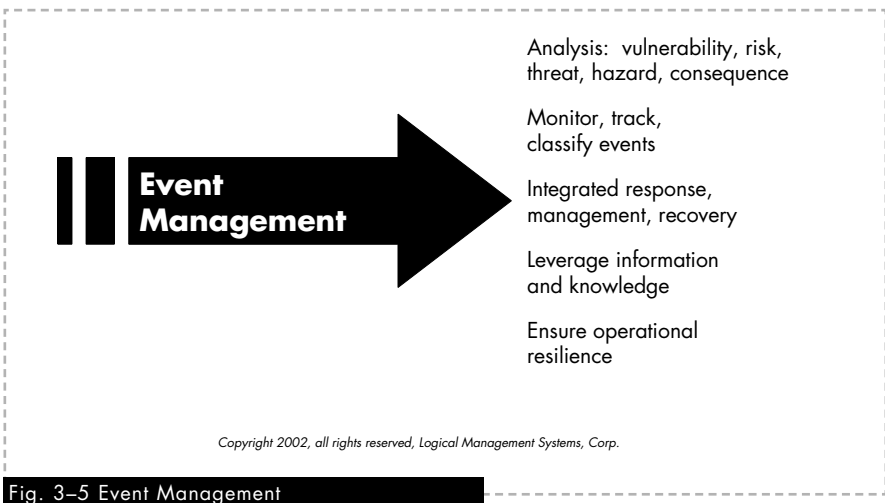 Analysis: vulnerability, risk,
threat, hazard, consequence
Monitor, track,
classify events
Event
Management
Integrated response,
management, recovery
Leverage information
and knowledge
Ensure operational
resilience
Copyright 2002, all rights reserved, Logical Management Systems, Corp.
Fig. 3–5 Event Management